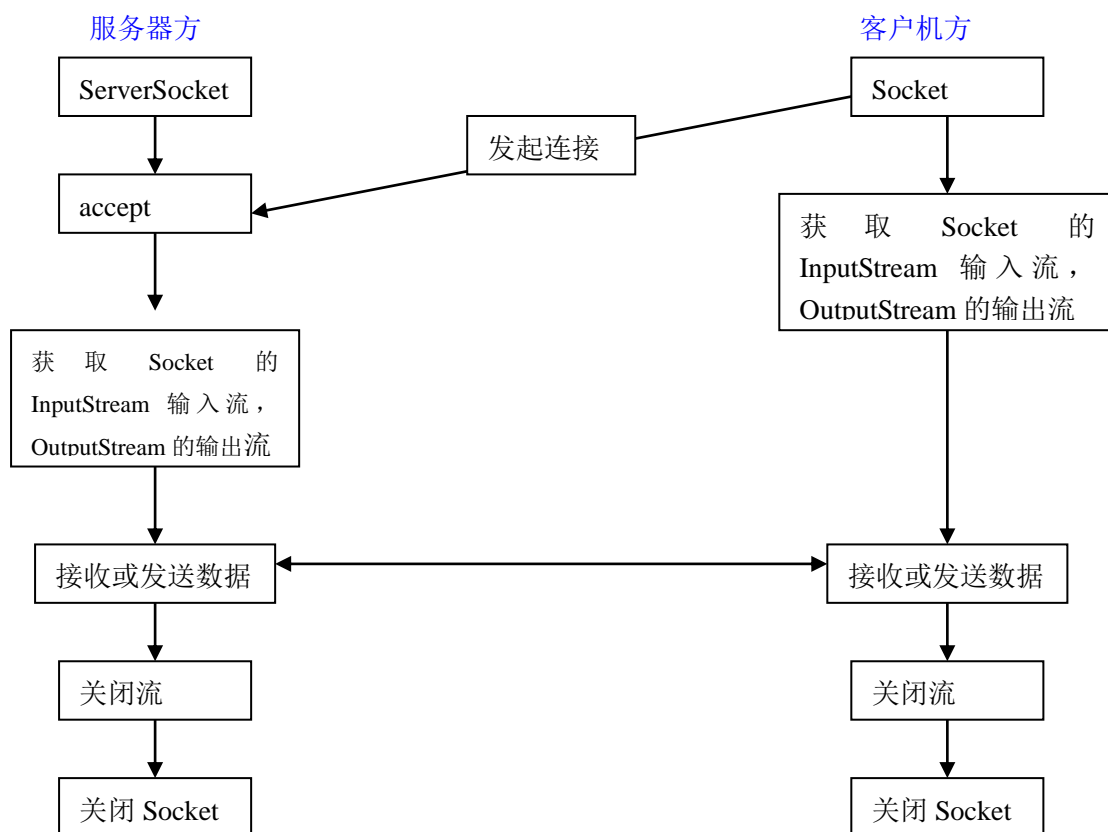 服务器方
客户机方
ServerSocket
Socket
发起连接
accept
获 取 Socket 的
InputStream 输入流，
OutputStream 的输出流
获 取 Socket 的
InputStream 输入流，
OutputStream 的输出流
接收或发送数据
接收或发送数据
关闭流
关闭流
关闭 Socket
关闭 Socket